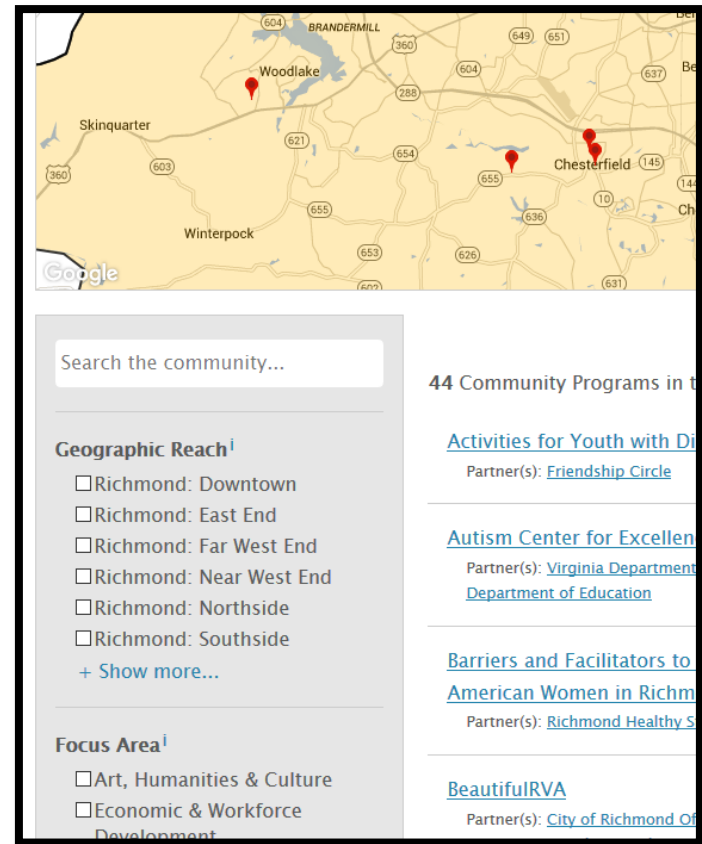 604
BRANDERMILL
360
649
651
Woodlake
604
637
288
Skinquarter
621
654
Chesterfield
145
360
603
655
10
655
636
Winterpock
653
626
Google
631
Search the community...
44 Community Programs in t
Geographic Reach i
Richmond: Downtown
Richmond: East End
Richmond: Far West End
Richmond: Near West End
Richmond: Northside
Richmond: Southside
+ Show more...
Focus Area i
Art, Humanities & Culture
Economic & Workforce
Development
Activities for Youth with Di
Partner(s): Friendship Circle
Autism Center for Excellen
Partner(s): Virginia Department
Department of Education
Barriers and Facilitators to
American Women in Richm
Partner(s): Richmond Healthy S
BeautifulRVA
Partner(s): City of Richmond Of